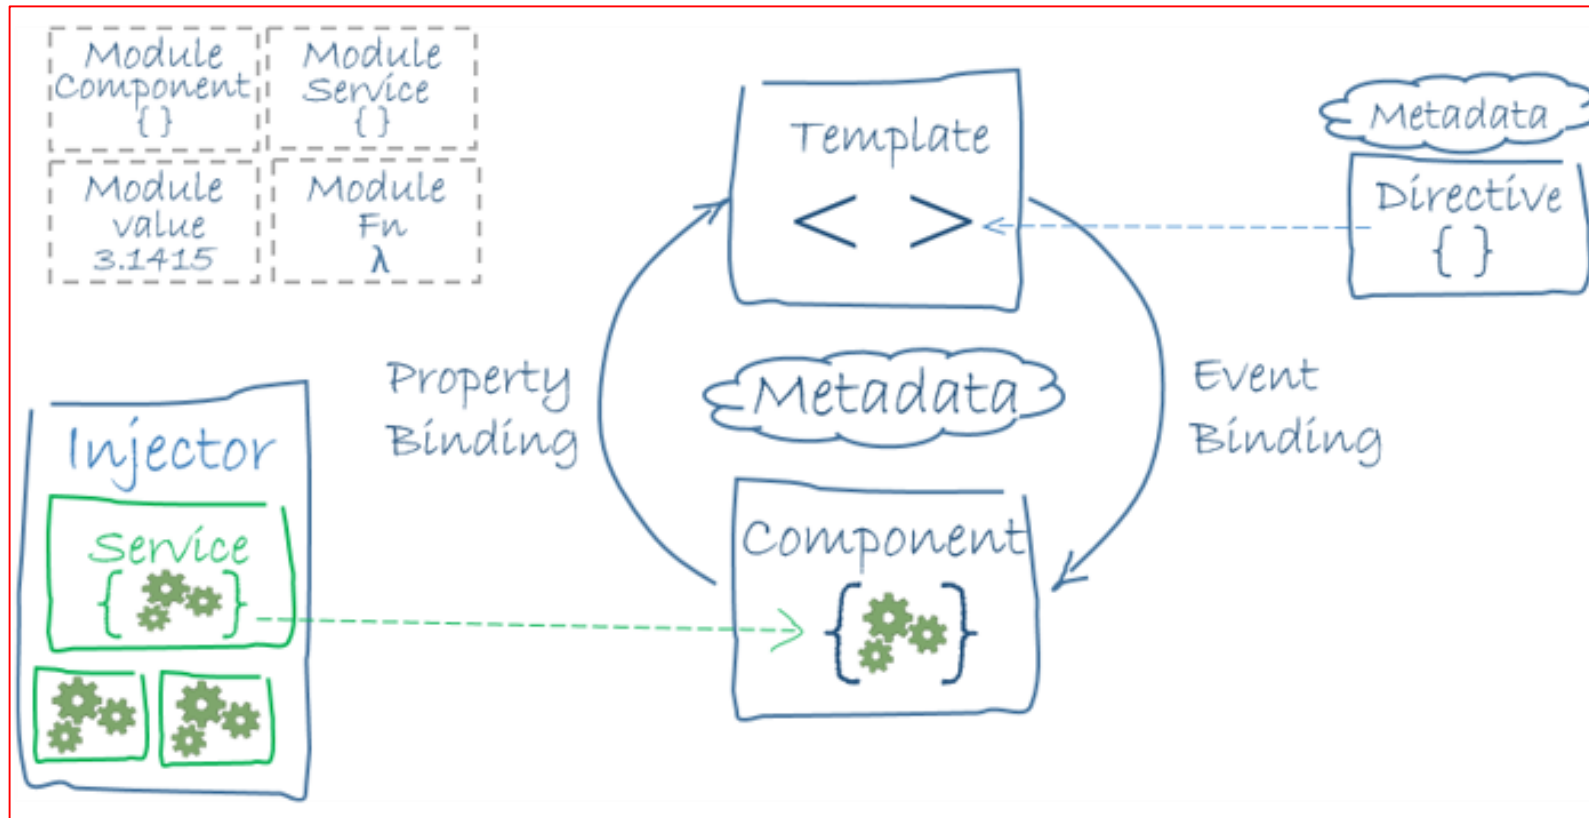 Module
Component
{ }
Module
Service
{ }
Module
value
3.1415
Module
Fn
λ
Template
< >
Metadata
Directive
{ }
Property
Binding
Metadata
Event
Binding
Injector
Service
{ }
Component
{ }